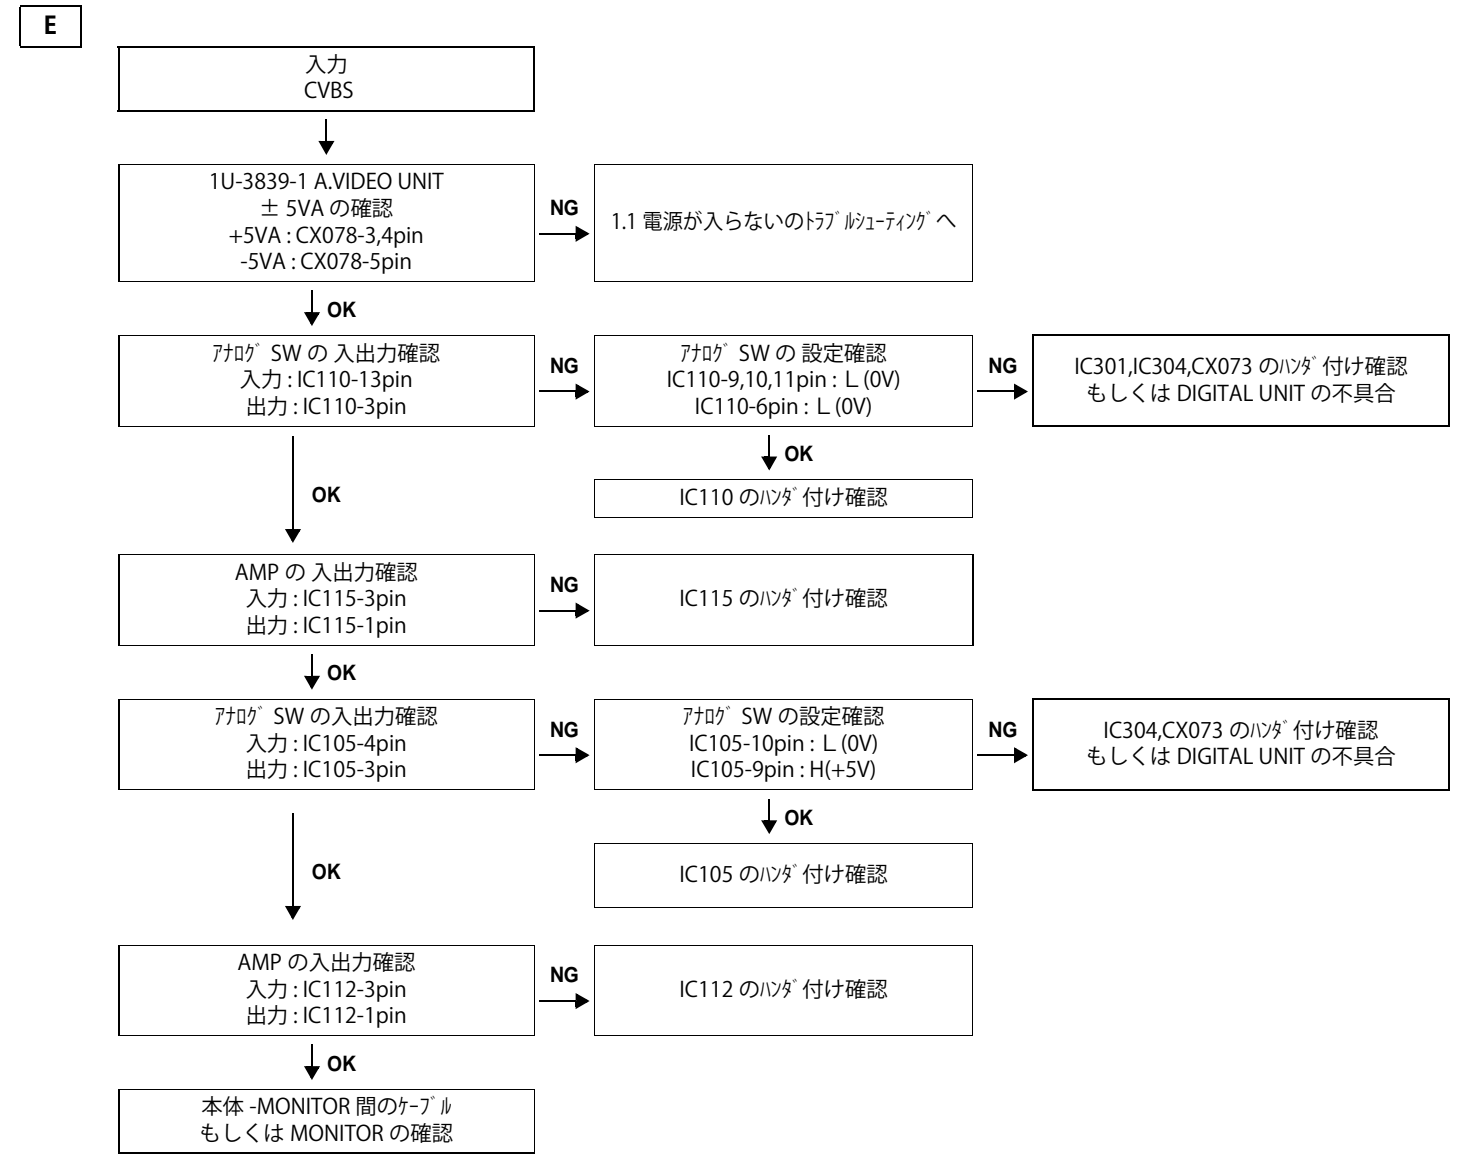 E
入力
CVBS
1U-3839-1 A.VIDEO UNIT
± 5VA の確認
+5VA : CX078-3,4pin
-5VA : CX078-5pin
NG
1.1 電源が入らないのﾄﾗﾌﾞﾙｼｭｰﾃｨﾝｸﾞへ
OK
ｱﾅﾛｸﾞ SW の 入出力確認
入力 : IC110-13pin
出力 : IC110-3pin
NG
ｱﾅﾛｸﾞ SW の 設定確認
IC110-9,10,11pin : L (0V)
IC110-6pin : L (0V)
NG
IC301,IC304,CX073 のﾊﾝﾀﾞ付け確認
もしくは DIGITAL UNIT の不具合
OK
IC110 のﾊﾝﾀﾞ付け確認
OK
AMP の 入出力確認
入力 : IC115-3pin
出力 : IC115-1pin
NG
IC115 のﾊﾝﾀﾞ付け確認
OK
ｱﾅﾛｸﾞ SW の入出力確認
入力 : IC105-4pin
出力 : IC105-3pin
NG
ｱﾅﾛｸﾞ SW の設定確認
IC105-10pin : L (0V)
IC105-9pin : H(+5V)
NG
IC304,CX073 のﾊﾝﾀﾞ付け確認
もしくは DIGITAL UNIT の不具合
OK
IC105 のﾊﾝﾀﾞ付け確認
OK
AMP の入出力確認
入力 : IC112-3pin
出力 : IC112-1pin
NG
IC112 のﾊﾝﾀﾞ付け確認
OK
本体 -MONITOR 間のｹｰﾌﾞﾙ
もしくは MONITOR の確認